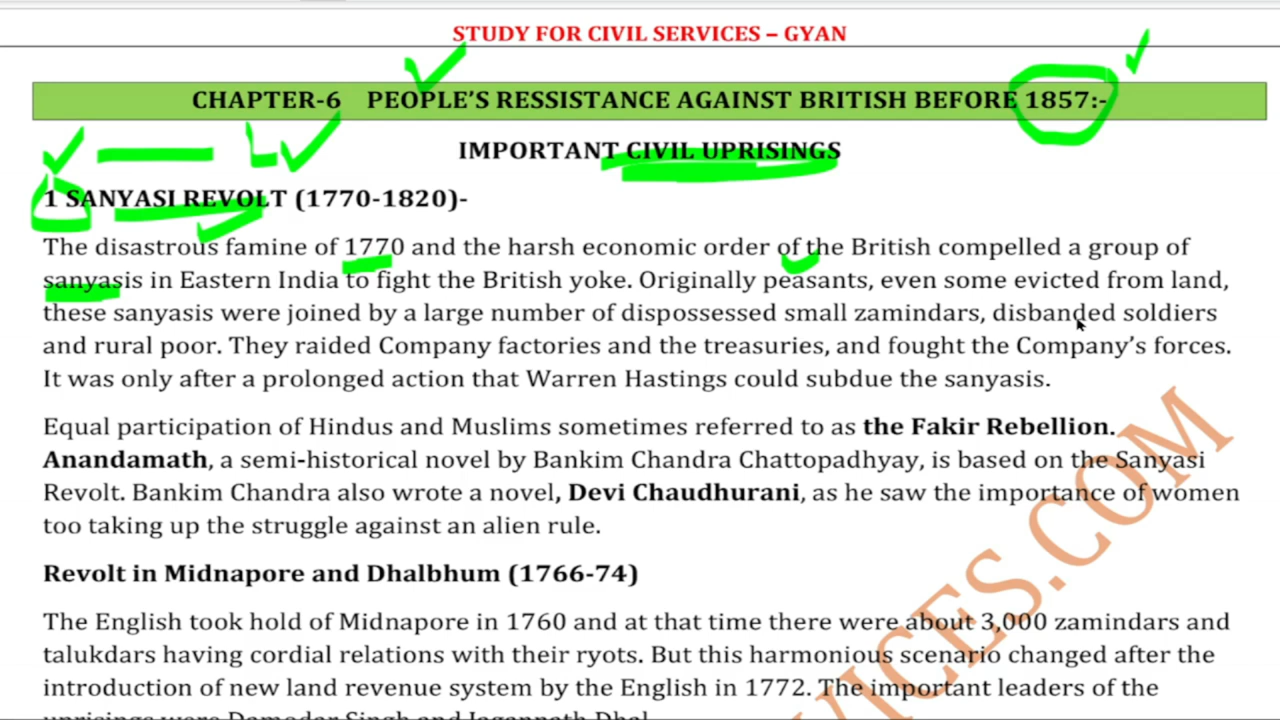 STUDY FOR CIVIL SERVICES – GYAN
CHAPTER-6 PEOPLE’S RESSISTANCE AGAINST BRITISH BEFORE 1857:-
IMPORTANT CIVIL UPRISINGS
1 SANYASI REVOLT (1770-1820)-
The disastrous famine of 1770 and the harsh economic order of the British compelled a group of
sanyasis in Eastern India to fight the British yoke. Originally peasants, even some evicted from land,
these sanyasis were joined by a large number of dispossessed small zamindars, disbanded soldiers
and rural poor. They raided Company factories and the treasuries, and fought the Company’s forces.
It was only after a prolonged action that Warren Hastings could subdue the sanyasis.
Equal participation of Hindus and Muslims sometimes referred to as the Fakir Rebellion.
Anandamath, a semi-historical novel by Bankim Chandra Chattopadhyay, is based on the Sanyasi
Revolt. Bankim Chandra also wrote a novel, Devi Chaudhurani, as he saw the importance of women
too taking up the struggle against an alien rule.
Revolt in Midnapore and Dhalbhum (1766-74)
The English took hold of Midnapore in 1760 and at that time there were about 3,000 zamindars and
talukdars having cordial relations with their ryots. But this harmonious scenario changed after the
introduction of new land revenue system by the English in 1772. The important leaders of the
uprisings were Damodar Singh and Jagannath Dhal.
VICES.COM